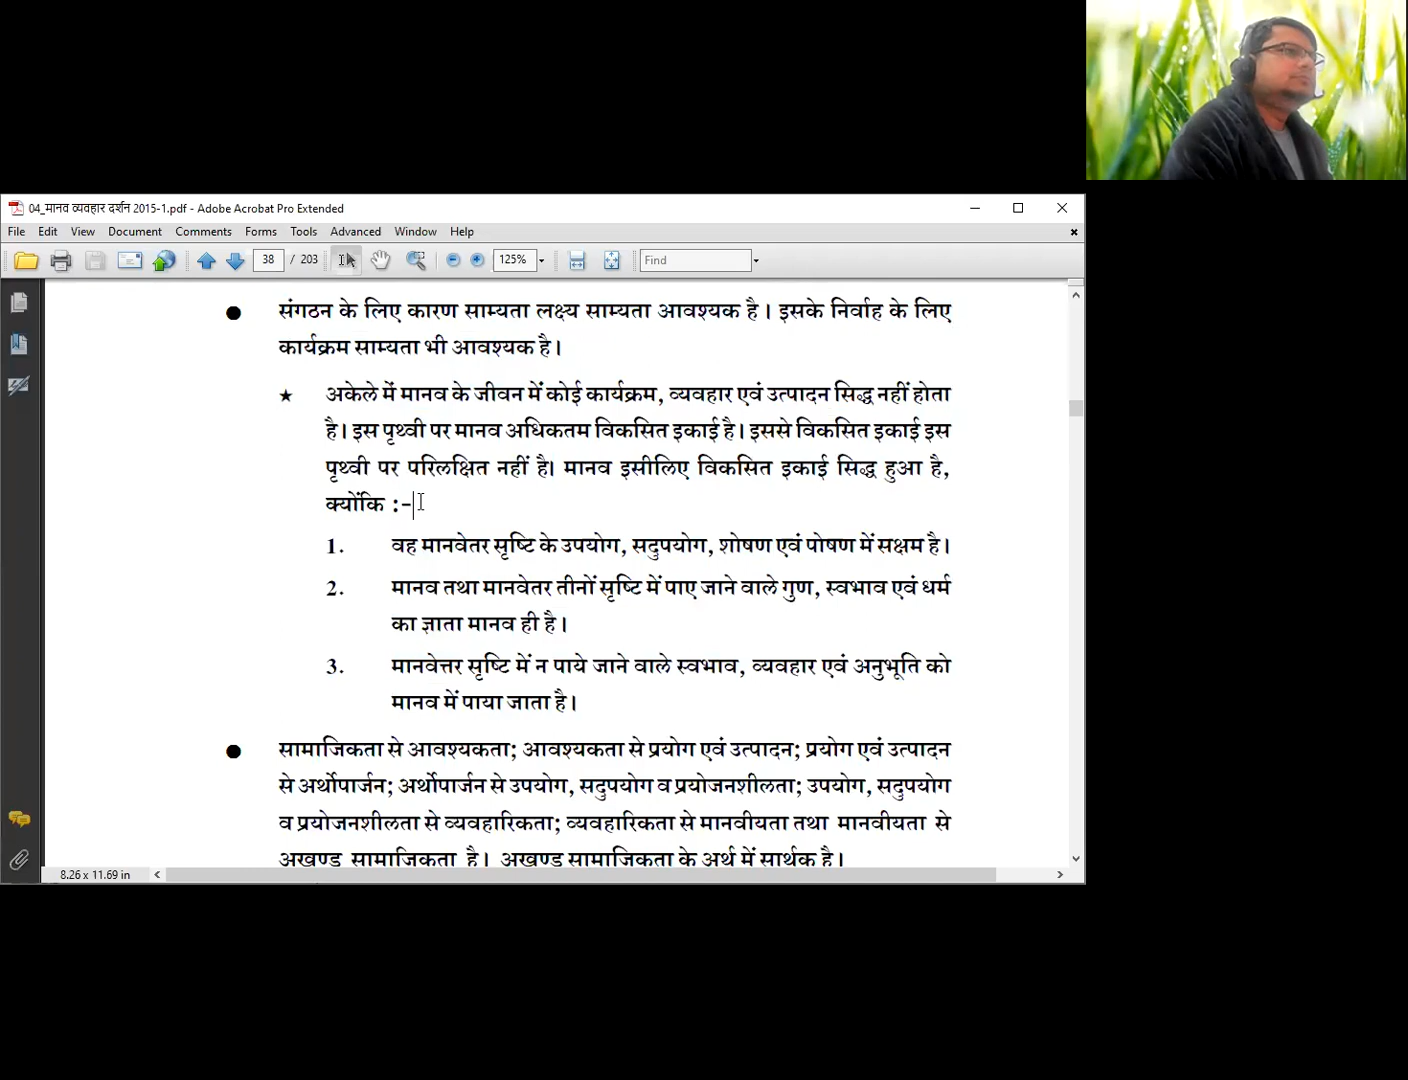 04_मानव व्यवहार दर्शन 2015-1.pdf - Adobe Acrobat Pro Extended
File Edit View Document Comments Forms Tools Advanced Window Help
38 / 203 125% Find
● संगठन के लिए कारण साम्यता लक्ष्य साम्यता आवश्यक है। इसके निर्वाह के लिए
कार्यक्रम साम्यता भी आवश्यक है।
★ अकेले में मानव के जीवन में कोई कार्यक्रम, व्यवहार एवं उत्पादन सिद्ध नहीं होता
है। इस पृथ्वी पर मानव अधिकतम विकसित इकाई है। इससे विकसित इकाई इस
पृथ्वी पर परिलक्षित नहीं है। मानव इसीलिए विकसित इकाई सिद्ध हुआ है,
क्योंकि :-
1. वह मानवेतर सृष्टि के उपयोग, सदुपयोग, शोषण एवं पोषण में सक्षम है।
2. मानव तथा मानवेतर तीनों सृष्टि में पाए जाने वाले गुण, स्वभाव एवं धर्म
का ज्ञाता मानव ही है।
3. मानवेत्तर सृष्टि में न पाये जाने वाले स्वभाव, व्यवहार एवं अनुभूति को
मानव में पाया जाता है।
● सामाजिकता से आवश्यकता; आवश्यकता से प्रयोग एवं उत्पादन; प्रयोग एवं उत्पादन
से अर्थोपार्जन; अर्थोपार्जन से उपयोग, सदुपयोग व प्रयोजनशीलता; उपयोग, सदुपयोग
व प्रयोजनशीलता से व्यवहारिकता; व्यवहारिकता से मानवीयता तथा मानवीयता से
अखण्ड सामाजिकता है। अखण्ड सामाजिकता के अर्थ में सार्थक है।
8.26 x 11.69 in